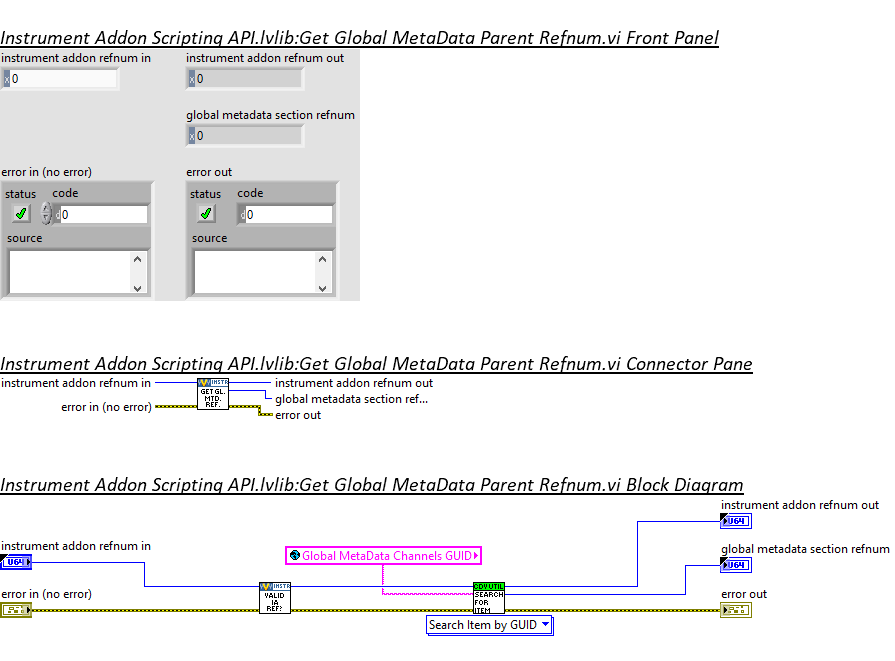 Instrument Addon Scripting API.lvlib:Get Global MetaData Parent Refnum.vi Front Panel
instrument addon refnum in
instrument addon refnum out
x 0
x 0
global metadata section refnum
x 0
error in (no error)
error out
status code
status code
d 0
d 0
source
source
Instrument Addon Scripting API.lvlib:Get Global MetaData Parent Refnum.vi Connector Pane
instrument addon refnum in
INSTR
GET GL.
MTD.
REF.
instrument addon refnum out
global metadata section ref...
error in (no error)
error out
Instrument Addon Scripting API.lvlib:Get Global MetaData Parent Refnum.vi Block Diagram
instrument addon refnum out
U64
instrument addon refnum in
U64
Global MetaData Channels GUID
global metadata section refnum
U64
error in (no error)
INSTR
VALID
IA
REF?
CDV UTIL
SEARCH
FOR
ITEM
error out
Search Item by GUID